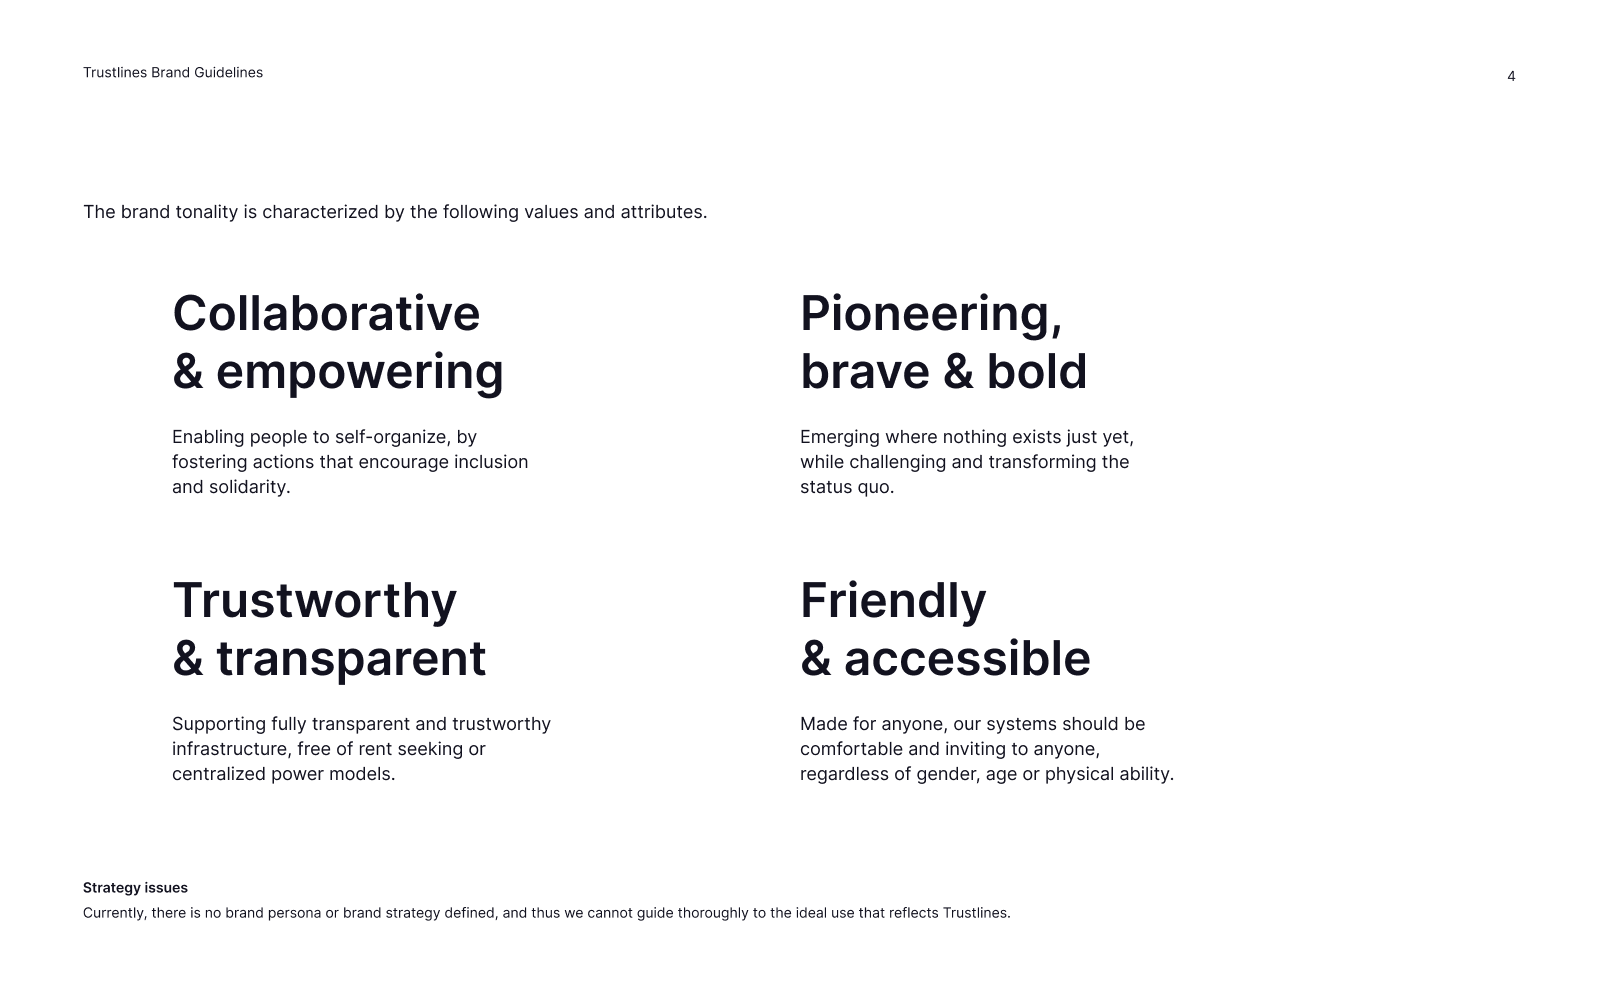 Trustlines Brand Guidelines
4
The brand tonality is characterized by the following values and attributes.
Collaborative
& empowering
Enabling people to self-organize, by
fostering actions that encourage inclusion
and solidarity.
Pioneering,
brave & bold
Emerging where nothing exists just yet,
while challenging and transforming the
status quo.
Trustworthy
& transparent
Supporting fully transparent and trustworthy
infrastructure, free of rent seeking or
centralized power models.
Friendly
& accessible
Made for anyone, our systems should be
comfortable and inviting to anyone,
regardless of gender, age or physical ability.
Strategy issues
Currently, there is no brand persona or brand strategy defined, and thus we cannot guide thoroughly to the ideal use that reflects Trustlines.